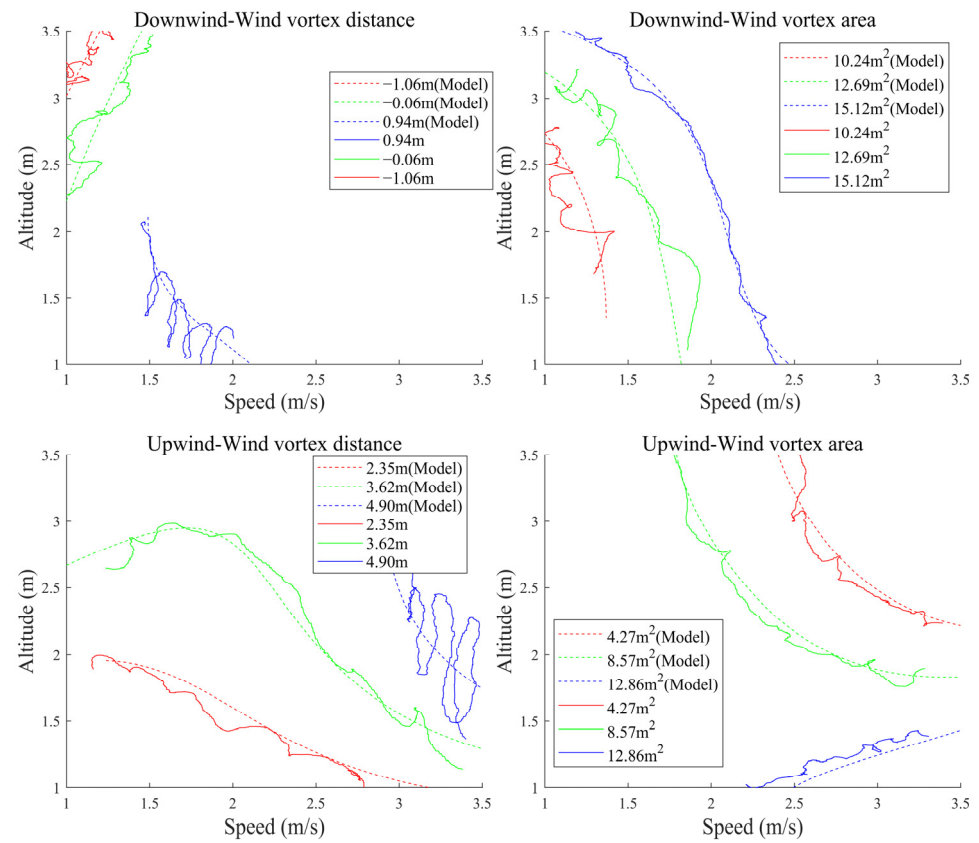 Downwind-Wind vortex distance
3.5
3
2.5
2
1.5
1
Altitude (m)
−1.06m(Model)
−0.06m(Model)
0.94m(Model)
0.94m
−0.06m
−1.06m
1 1.5 2 2.5 3 3.5
Speed (m/s)
Downwind-Wind vortex area
3.5
3
2.5
2
1.5
1
Altitude (m)
10.24m²(Model)
12.69m²(Model)
15.12m²(Model)
10.24m²
12.69m²
15.12m²
1 1.5 2 2.5 3 3.5
Speed (m/s)
Upwind-Wind vortex distance
3.5
3
2.5
2
1.5
1
Altitude (m)
2.35m(Model)
3.62m(Model)
4.90m(Model)
2.35m
3.62m
4.90m
1 1.5 2 2.5 3 3.5
Speed (m/s)
Upwind-Wind vortex area
3.5
3
2.5
2
1.5
1
Altitude (m)
4.27m²(Model)
8.57m²(Model)
12.86m²(Model)
4.27m²
8.57m²
12.86m²
1 1.5 2 2.5 3 3.5
Speed (m/s)